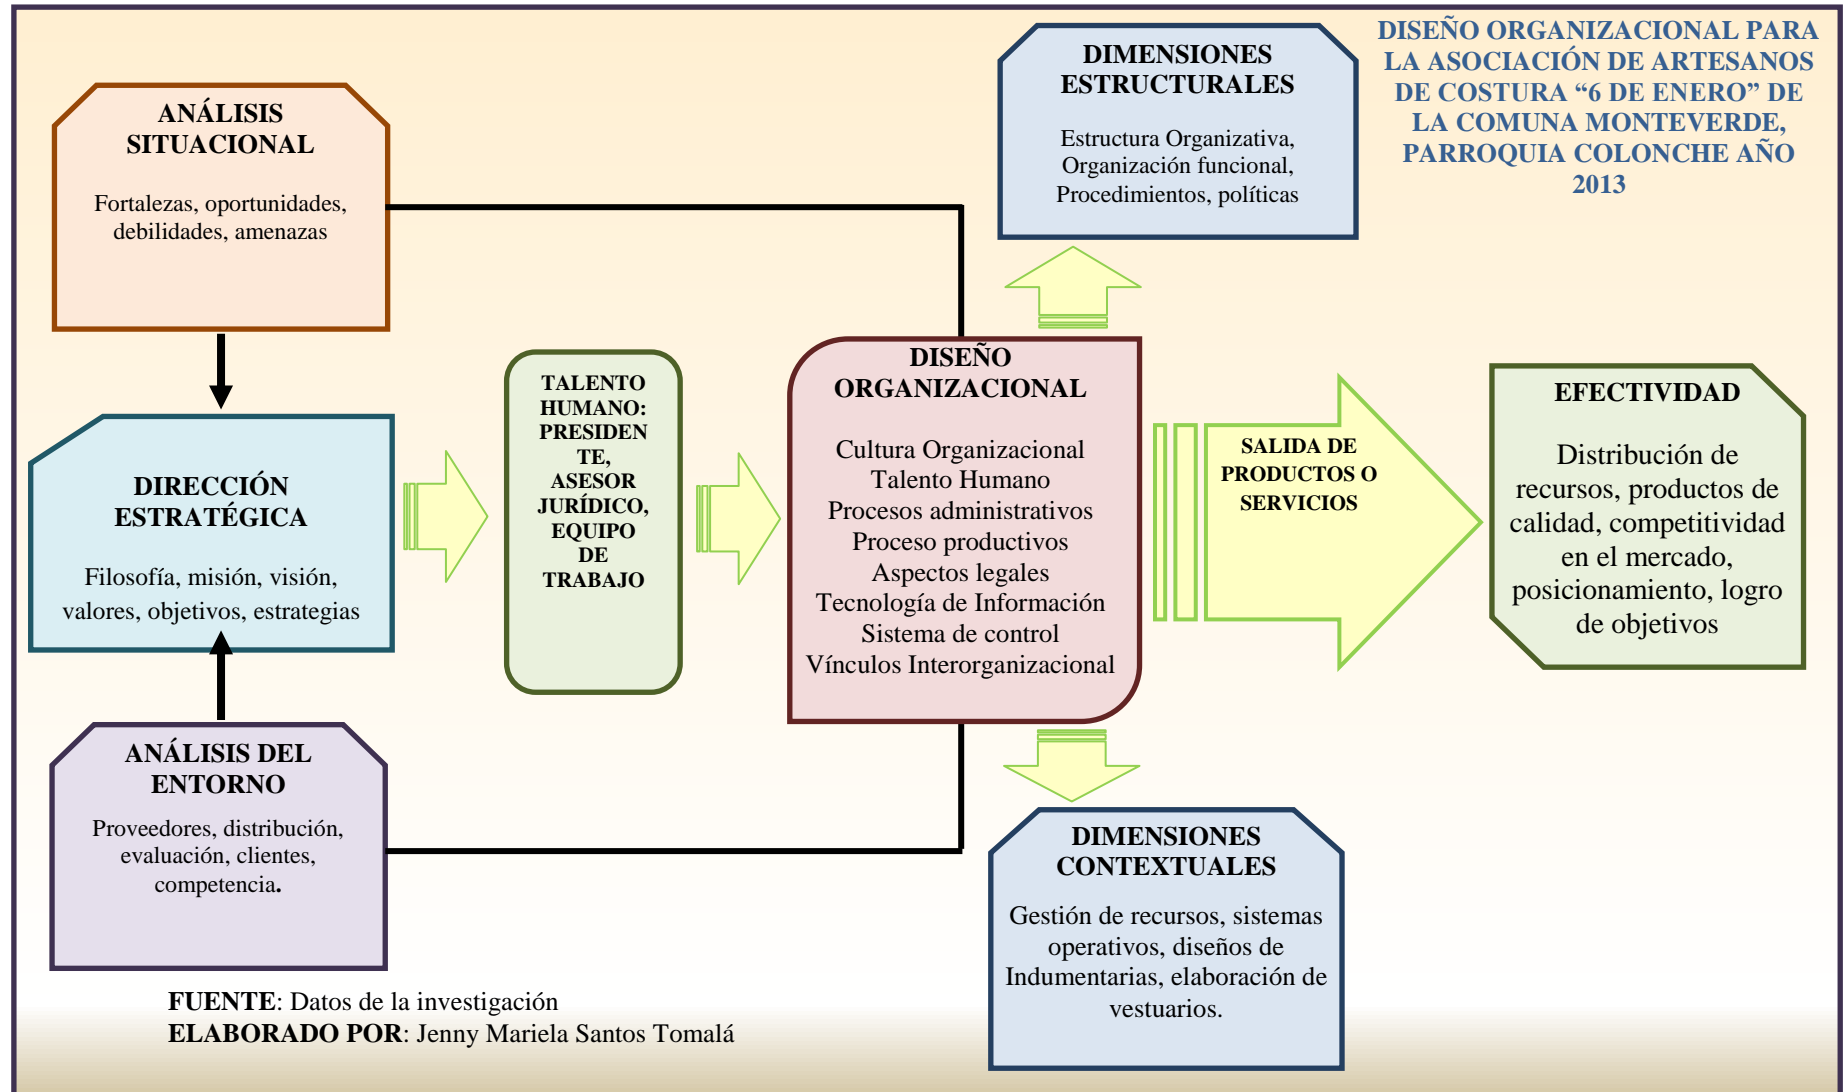 DISEÑO ORGANIZACIONAL PARA
LA ASOCIACIÓN DE ARTESANOS
DE COSTURA “6 DE ENERO” DE
LA COMUNA MONTEVERDE,
PARROQUIA COLONCHE AÑO
2013
ANÁLISIS
SITUACIONAL
Fortalezas, oportunidades,
debilidades, amenazas
DIRECCIÓN
ESTRATÉGICA
Filosofía, misión, visión,
valores, objetivos, estrategias
ANÁLISIS DEL
ENTORNO
Proveedores, distribución,
evaluación, clientes,
competencia.
TALENTO
HUMANO:
PRESIDEN
TE,
ASESOR
JURÍDICO,
EQUIPO
DE
TRABAJO
DIMENSIONES
ESTRUCTURALES
Estructura Organizativa,
Organización funcional,
Procedimientos, políticas
DISEÑO
ORGANIZACIONAL
Cultura Organizacional
Talento Humano
Procesos administrativos
Proceso productivos
Aspectos legales
Tecnología de Información
Sistema de control
Vínculos Interorganizacional
DIMENSIONES
CONTEXTUALES
Gestión de recursos, sistemas
operativos, diseños de
Indumentarias, elaboración de
vestuarios.
SALIDA DE
PRODUCTOS O
SERVICIOS
EFECTIVIDAD
Distribución de
recursos, productos de
calidad, competitividad
en el mercado,
posicionamiento, logro
de objetivos
FUENTE: Datos de la investigación
ELABORADO POR: Jenny Mariela Santos Tomalá